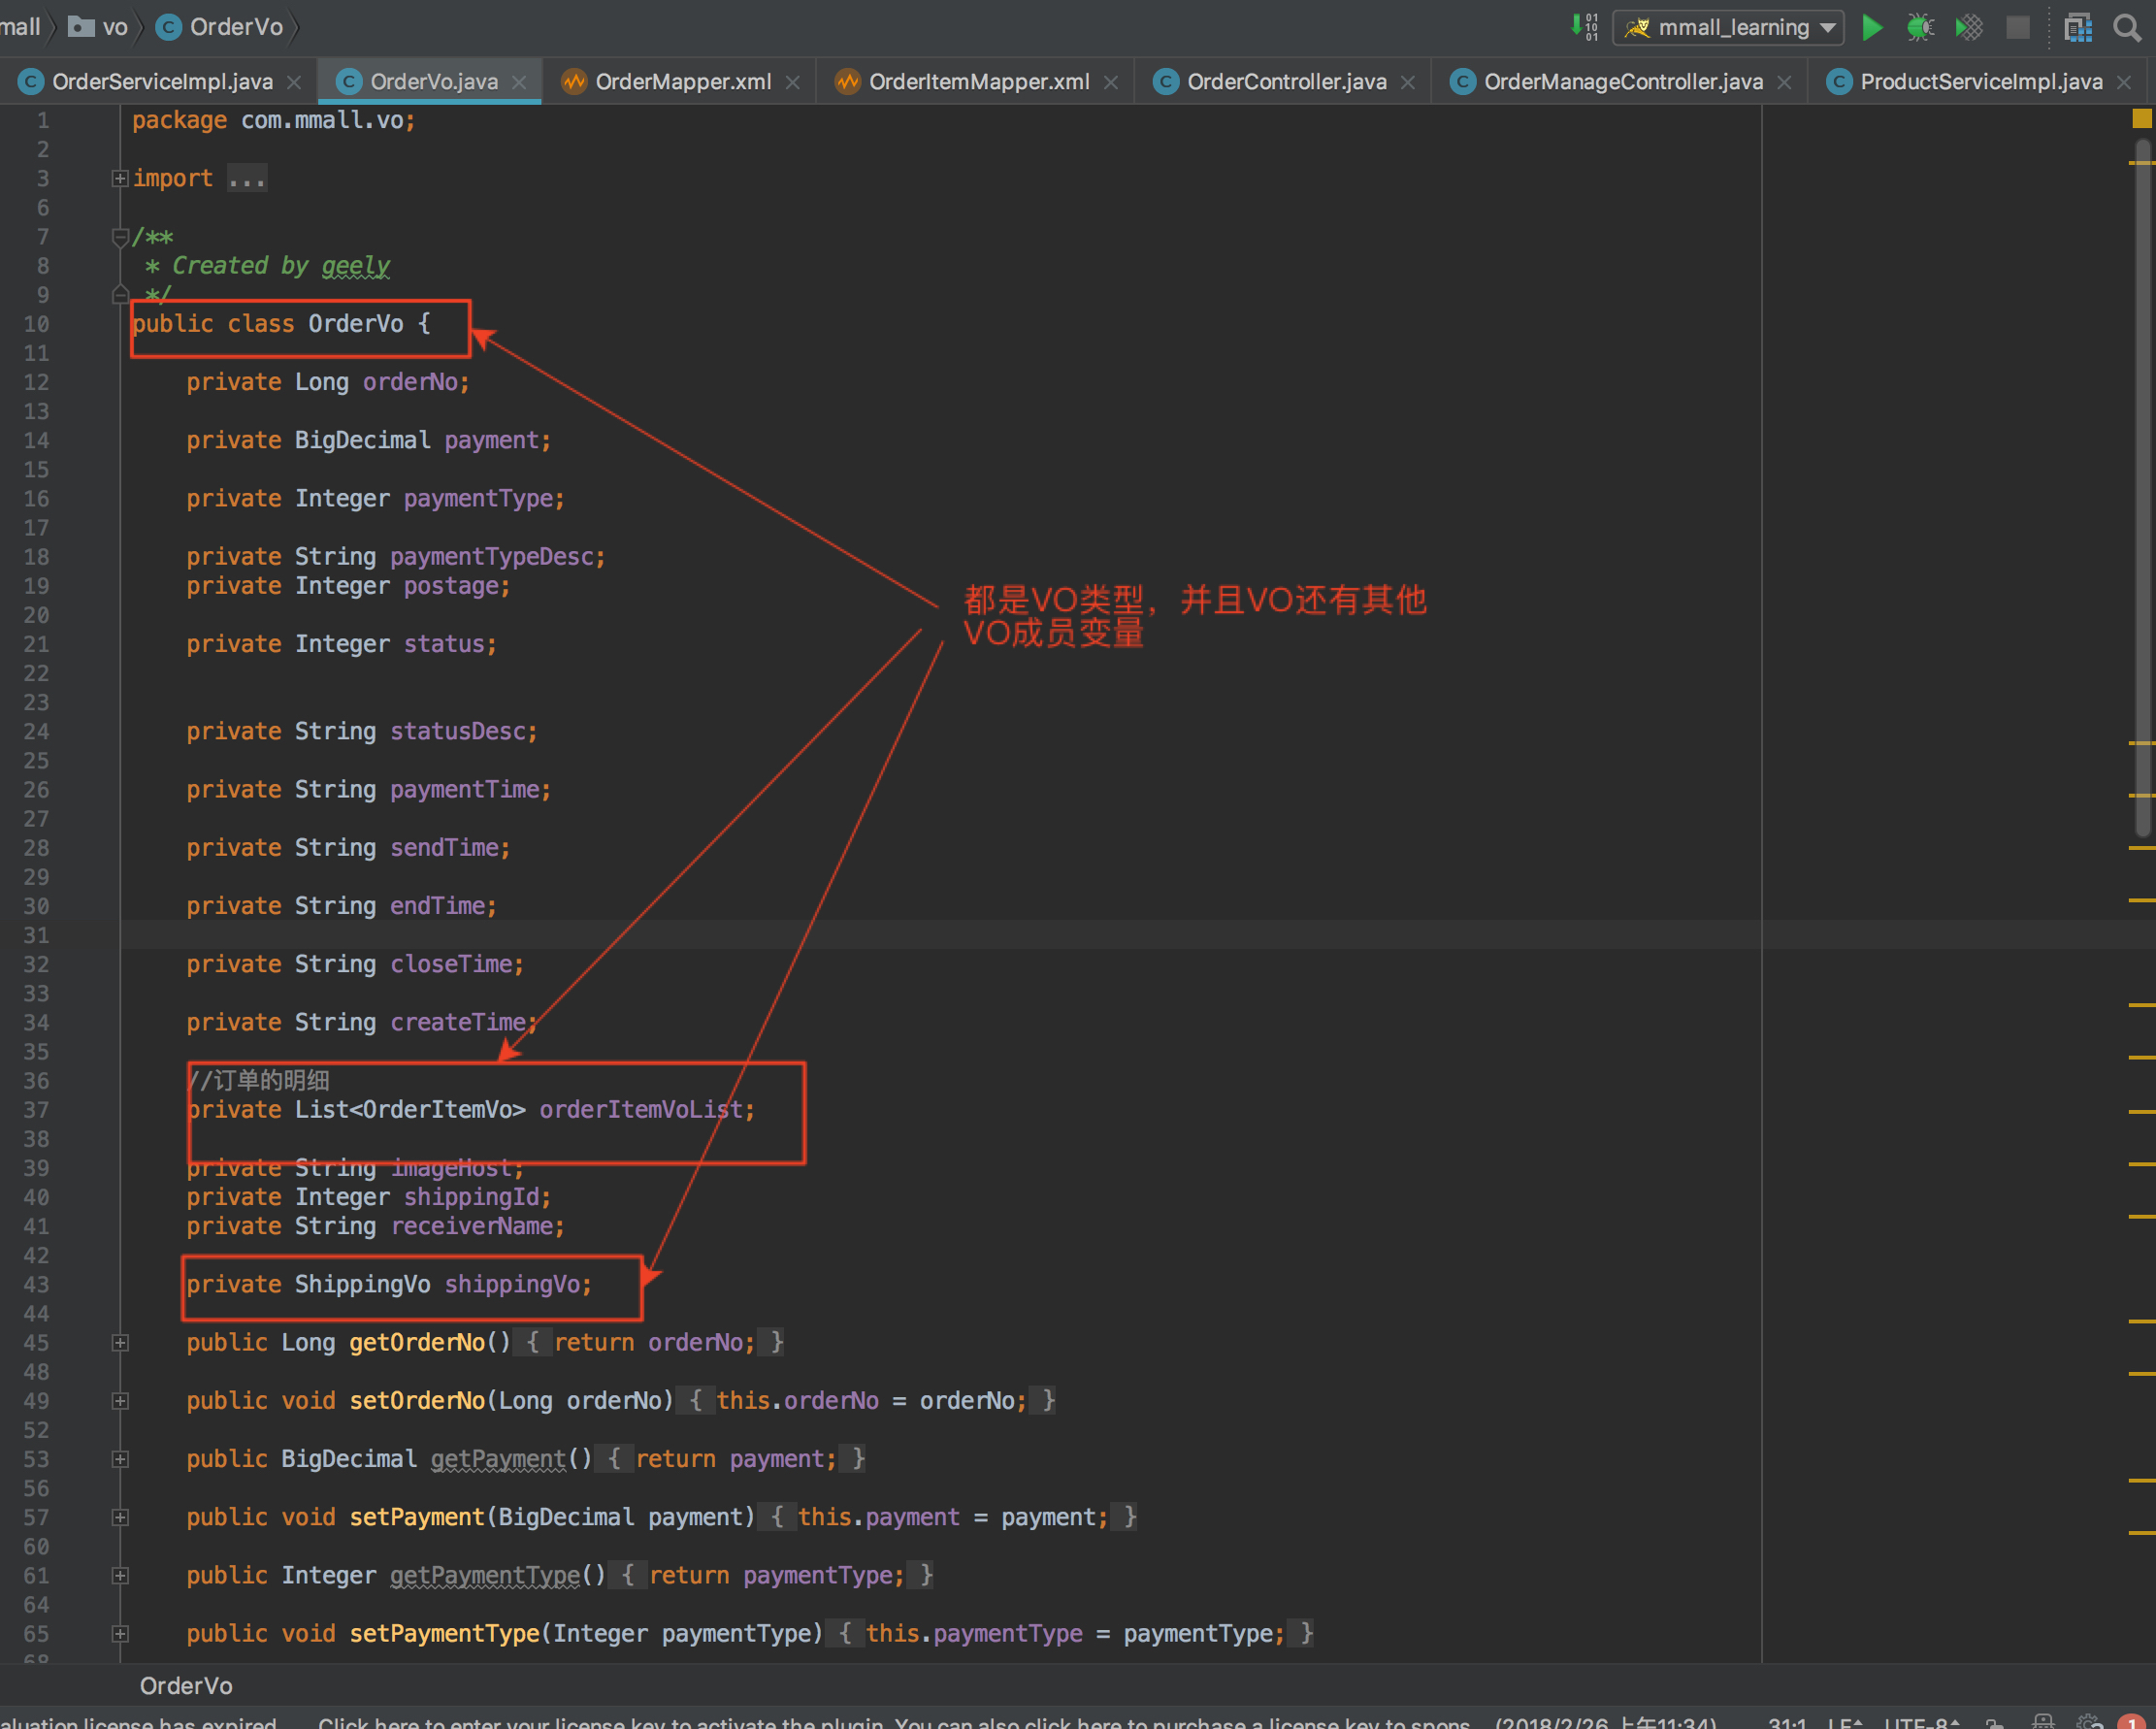 mall vo OrderVo mmall_learning
OrderServiceImpl.java OrderVo.java OrderMapper.xml OrderItemMapper.xml OrderController.java OrderManageController.java ProductServiceImpl.java
1 package com.mmall.vo;
2
3 import ...
6
7 /**
8 * Created by geely
9 */
10 public class OrderVo {
11
12 private Long orderNo;
13
14 private BigDecimal payment;
15
16 private Integer paymentType;
17
18 private String paymentTypeDesc;
19 private Integer postage;
都是VO类型，并且VO还有其他
VO成员变量
20
21 private Integer status;
22
23
24 private String statusDesc;
25
26 private String paymentTime;
27
28 private String sendTime;
29
30 private String endTime;
31
32 private String closeTime;
33
34 private String createTime;
35
36 //订单的明细
37 private List<OrderItemVo> orderItemVoList;
38
39 private String imageHost;
40 private Integer shippingId;
41 private String receiverName;
42
43 private ShippingVo shippingVo;
44
45 public Long getOrderNo() { return orderNo; }
48
49 public void setOrderNo(Long orderNo) { this.orderNo = orderNo; }
52
53 public BigDecimal getPayment() { return payment; }
56
57 public void setPayment(BigDecimal payment) { this.payment = payment; }
60
61 public Integer getPaymentType() { return paymentType; }
64
65 public void setPaymentType(Integer paymentType) { this.paymentType = paymentType; }
68
OrderVo
aluation license has expired. Click here to enter your license key to activate the plugin. You can also click here to purchase a license key to spons... (2018/2/26 上午11:34) 31:1 LF UTF-8 1